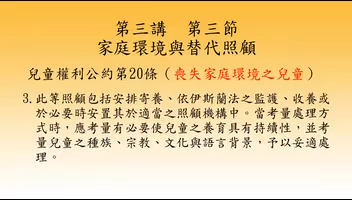 第三講　第三節
家庭環境與替代照顧
兒童權利公約第20條（喪失家庭環境之兒童）
3. 此等照顧包括安排寄養、依伊斯蘭法之監護、收養或
於必要時安置其於適當之照顧機構中。當考量處理方
式時，應考量有必要使兒童之養育具有持續性，並考
量兒童之種族、宗教、文化與語言背景，予以妥適處
理。